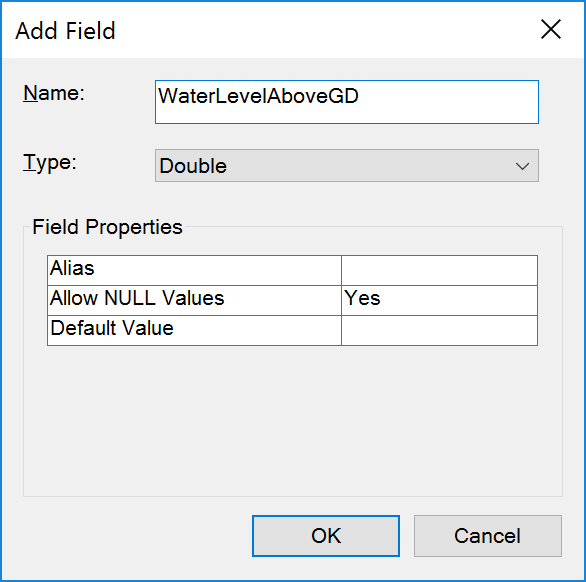 Add Field
Name: WaterLevelAboveGD
Type: Double
Field Properties
Alias
Allow NULL Values Yes
Default Value
OK Cancel